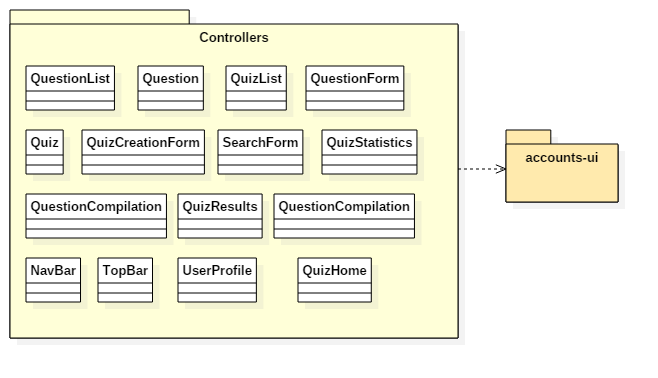 Controllers
QuestionList
Question
QuizList
QuestionForm
Quiz
QuizCreationForm
SearchForm
QuizStatistics
accounts-ui
QuestionCompilation
QuizResults
QuestionCompilation
NavBar
TopBar
UserProfile
QuizHome